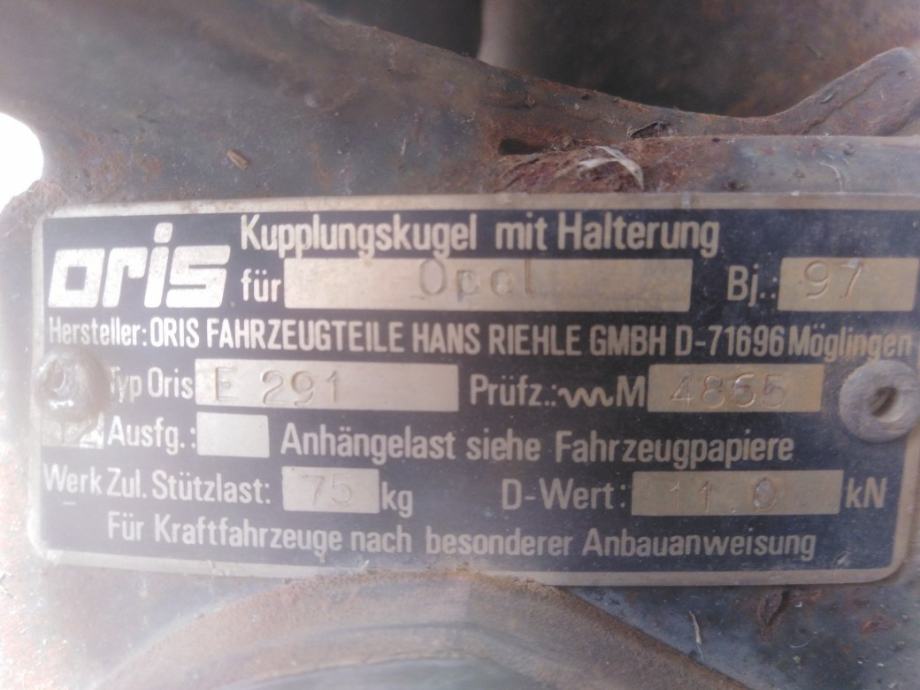 oris Kupplungskugel mit Halterung
für Opel Bj.: 97
Hersteller: ORIS FAHRZEUGTEILE HANS RIEHLE GMBH D-71696 Möglingen
Typ Oris E 291 Prüfz.: M 4865
Ausfg.: Anhängelast siehe Fahrzeugpapiere
Werk Zul. Stützlast: 75 kg D-Wert: 11 0 kN
Für Kraftfahrzeuge nach besonderer Anbauanweisung